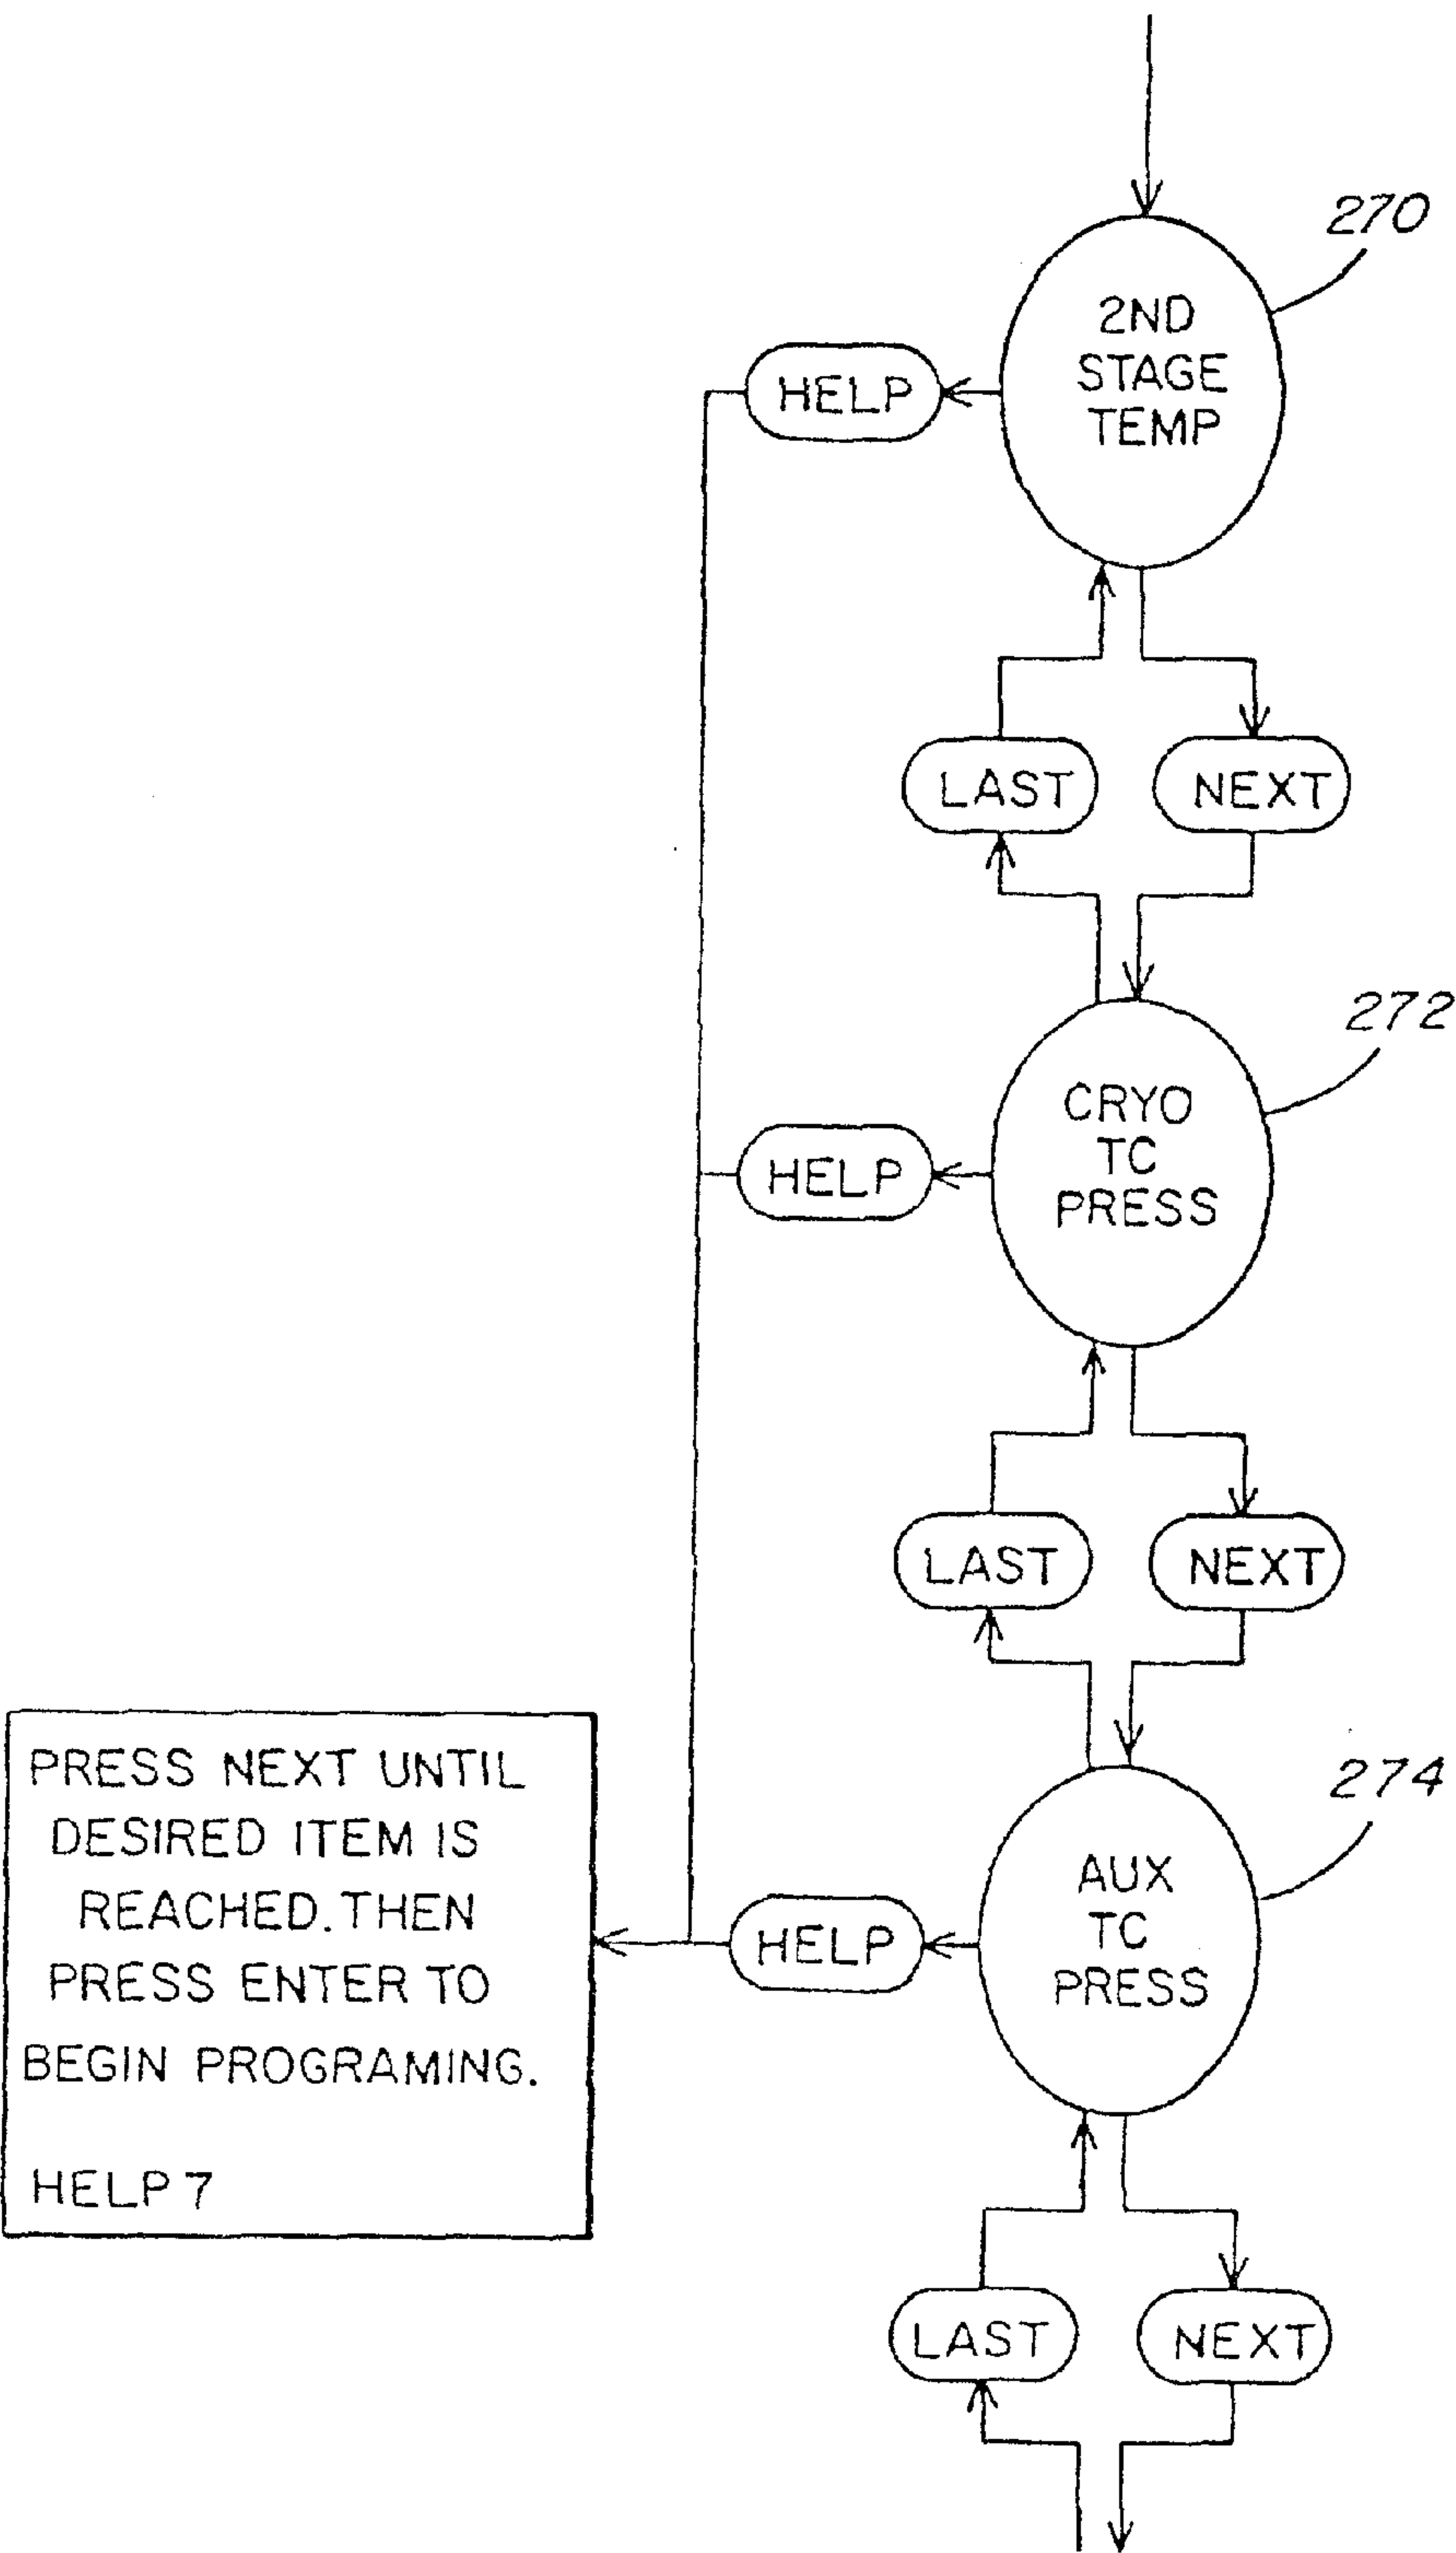 270
2ND
STAGE
TEMP
HELP
LAST
NEXT
272
CRYO
TC
PRESS
HELP
LAST
NEXT
274
AUX
TC
PRESS
HELP
PRESS NEXT UNTIL
DESIRED ITEM IS
REACHED. THEN
PRESS ENTER TO
BEGIN PROGRAMING.
HELP 7
LAST
NEXT